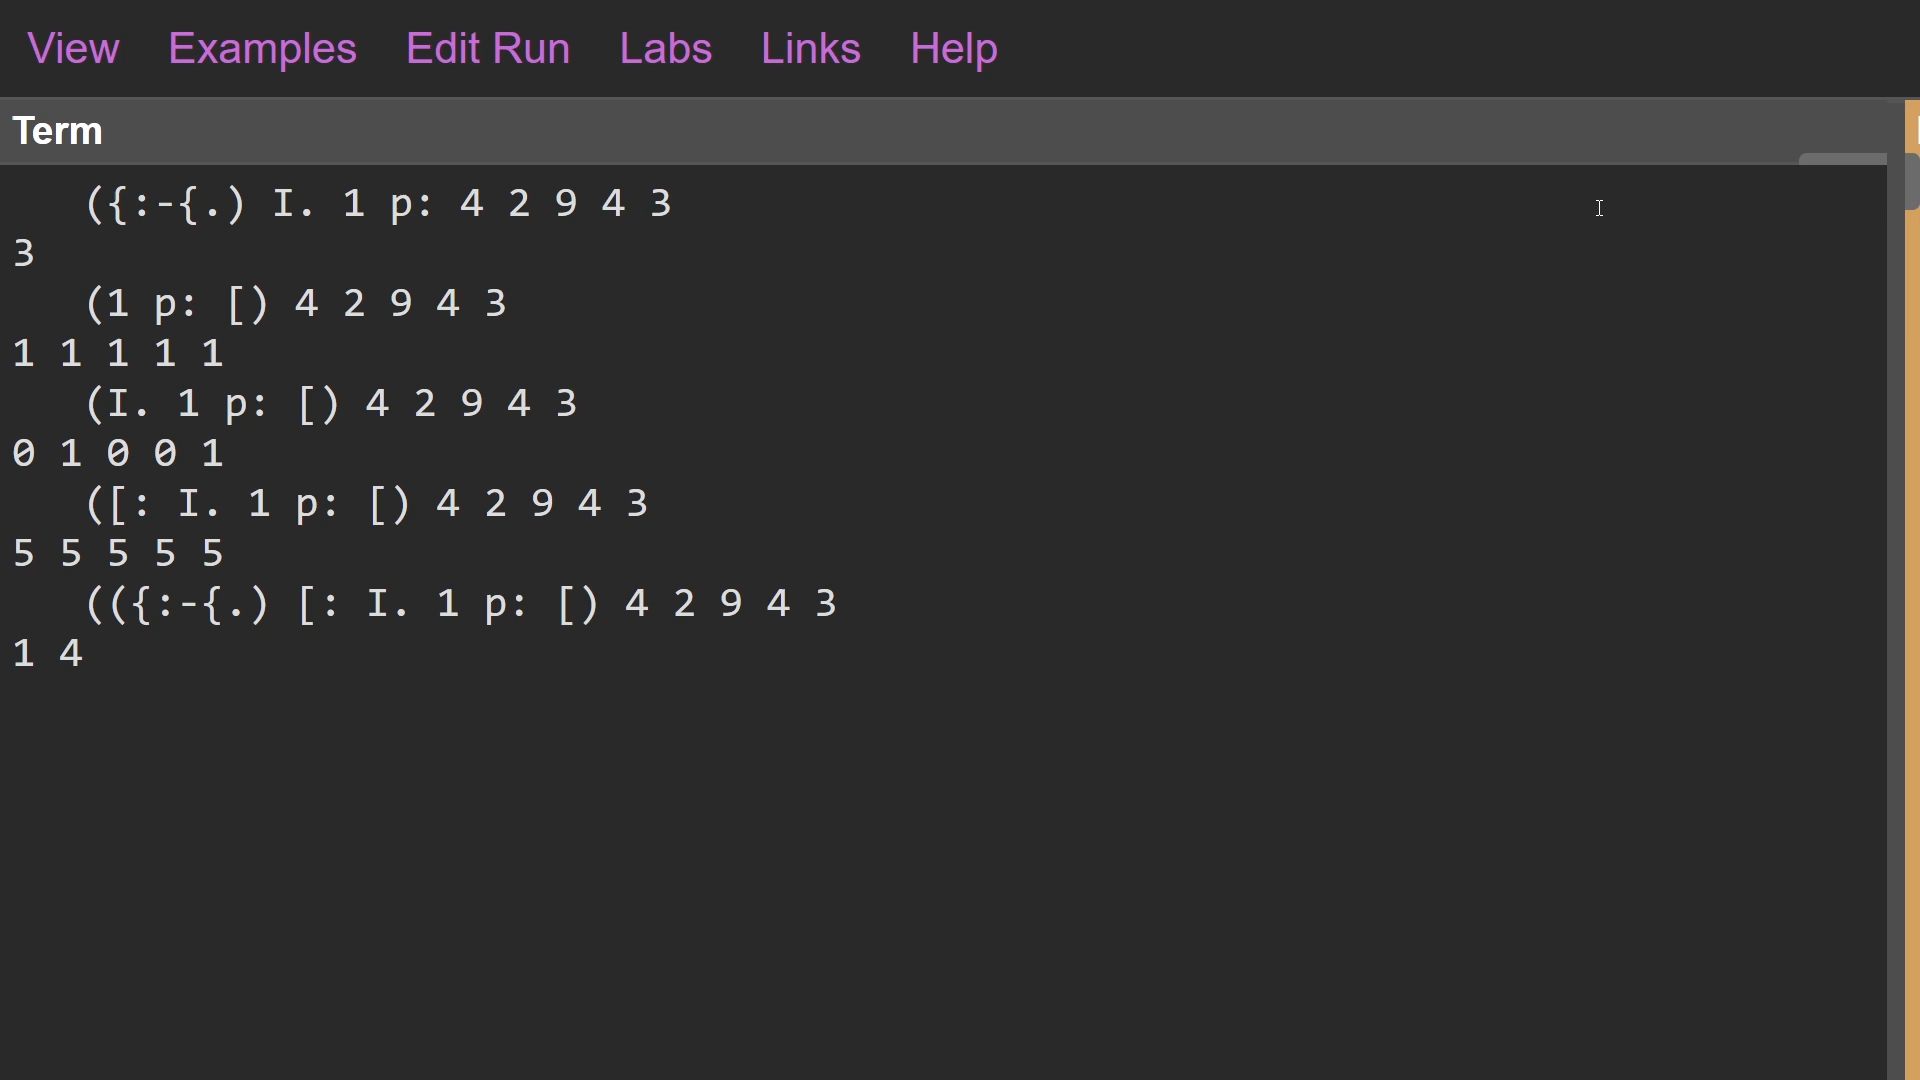 View Examples Edit Run Labs Links Help
Term
({:-{.) I. 1 p: 4 2 9 4 3
3
(1 p: [) 4 2 9 4 3
1 1 1 1 1
(I. 1 p: [) 4 2 9 4 3
0 1 0 0 1
([: I. 1 p: [) 4 2 9 4 3
5 5 5 5 5
(({:-{.) [: I. 1 p: [) 4 2 9 4 3
1 4